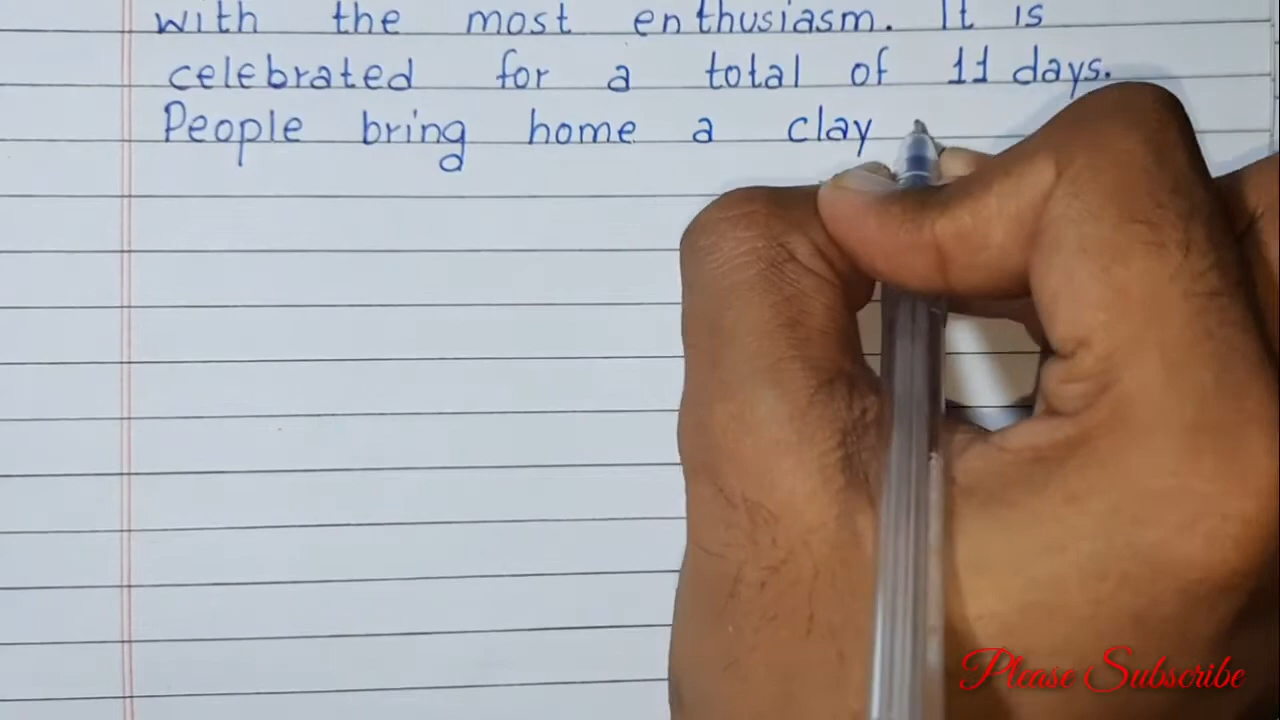 with the most enthusiasm. It is
celebrated for a total of 11 days.
People bring home a clay
Please Subscribe